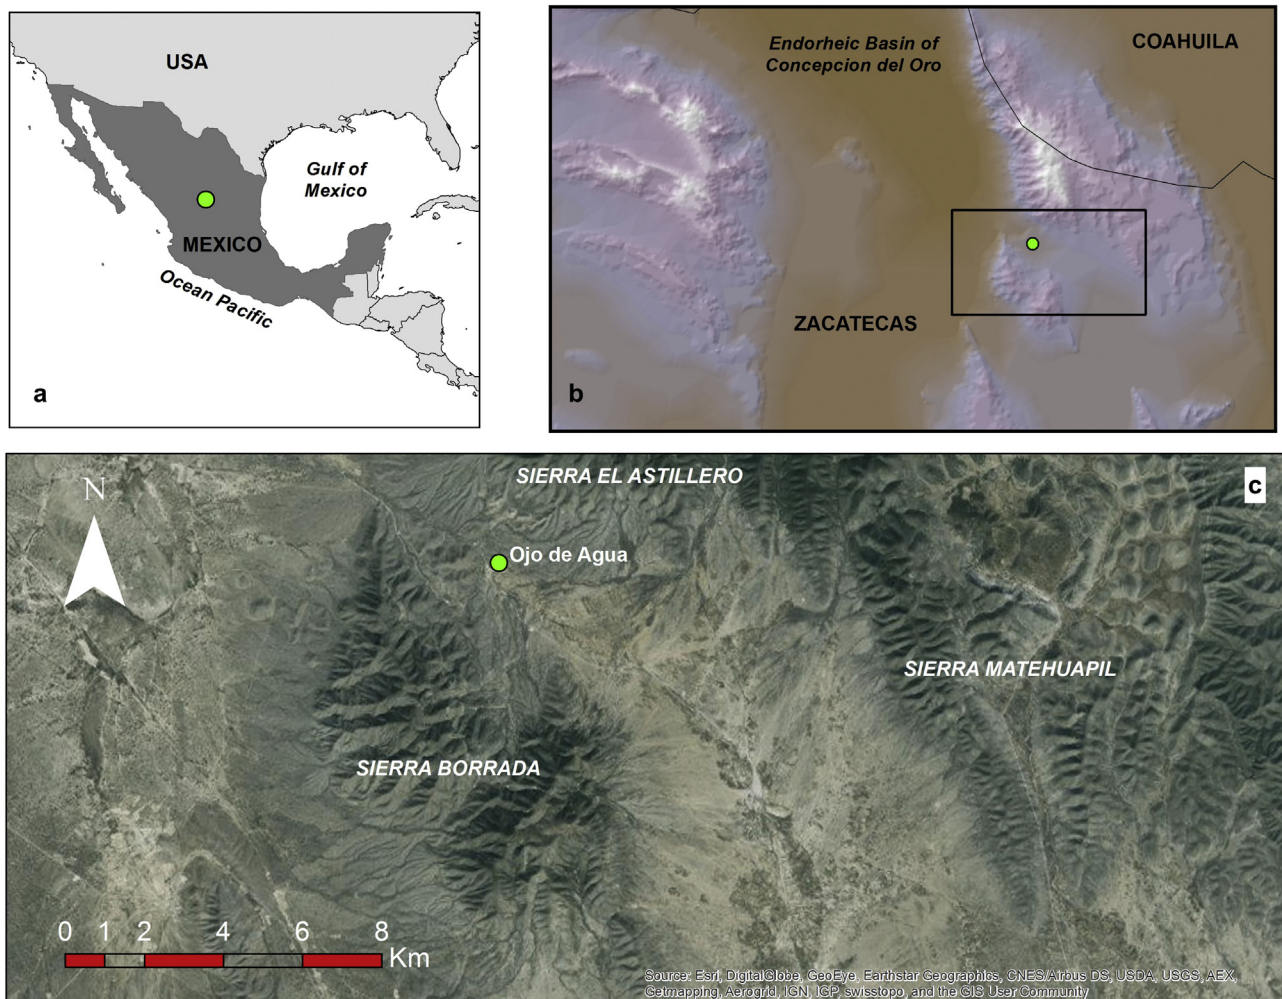 USA
Gulf of
Mexico
MEXICO
Ocean Pacific
a
Endorheic Basin of
Concepcion del Oro
COAHUILA
ZACATECAS
b
SIERRA EL ASTILLERO
c
N
Ojo de Agua
SIERRA MATEHUAPIL
SIERRA BORRADA
0 1 2 4 6 8
Km
Source: Esri, DigitalGlobe, GeoEye, Earthstar Geographics, CNES/Airbus DS, USDA, USGS, AEX,
Getmapping, Aerogrid, IGN, IGP, swisstopo, and the GIS User Community